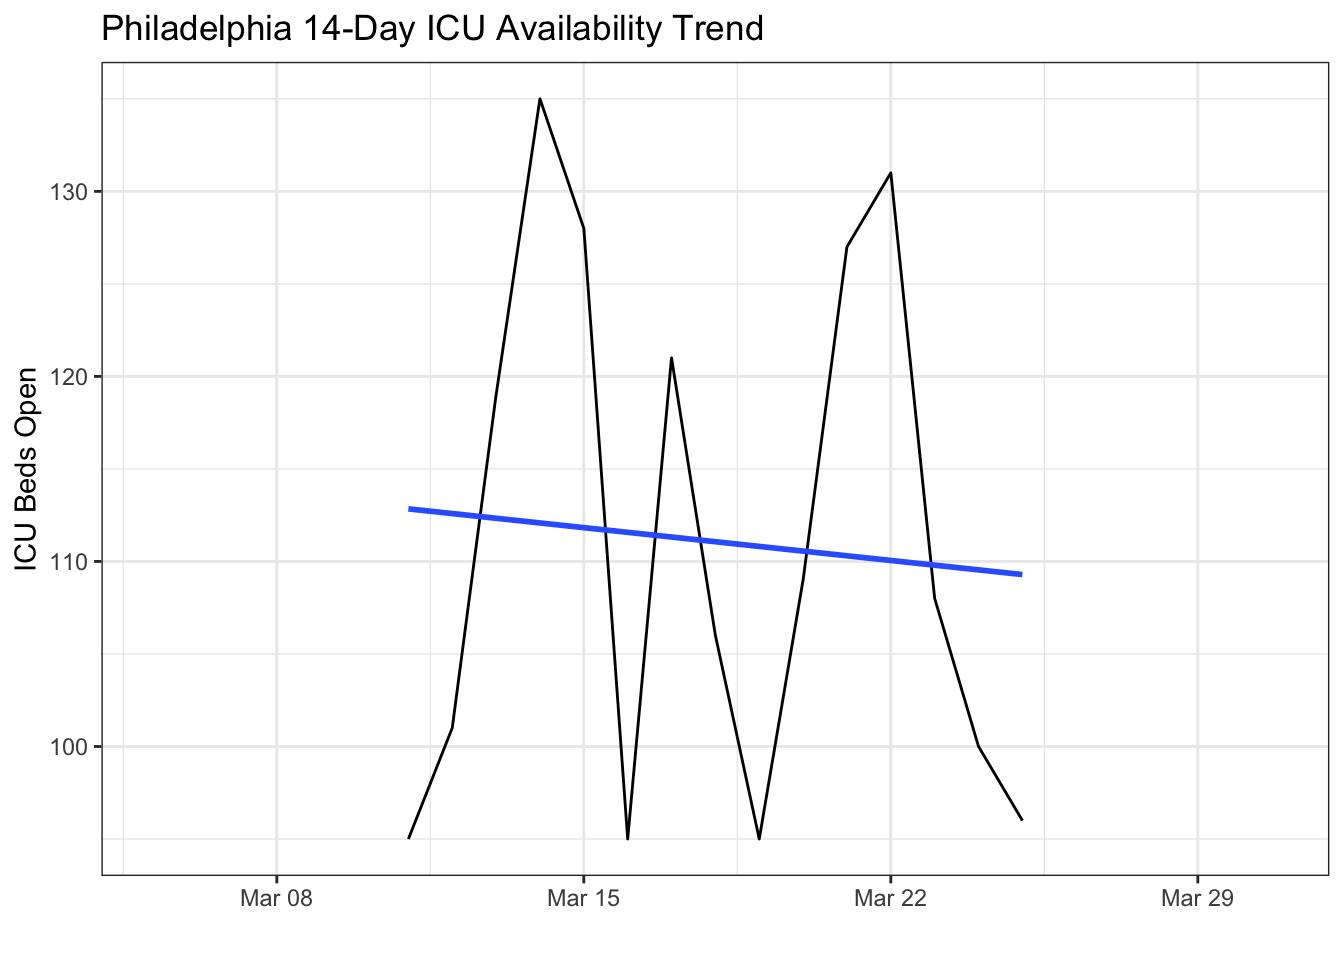 Philadelphia 14-Day ICU Availability Trend
ICU Beds Open
130
120
110
100
Mar 08
Mar 15
Mar 22
Mar 29